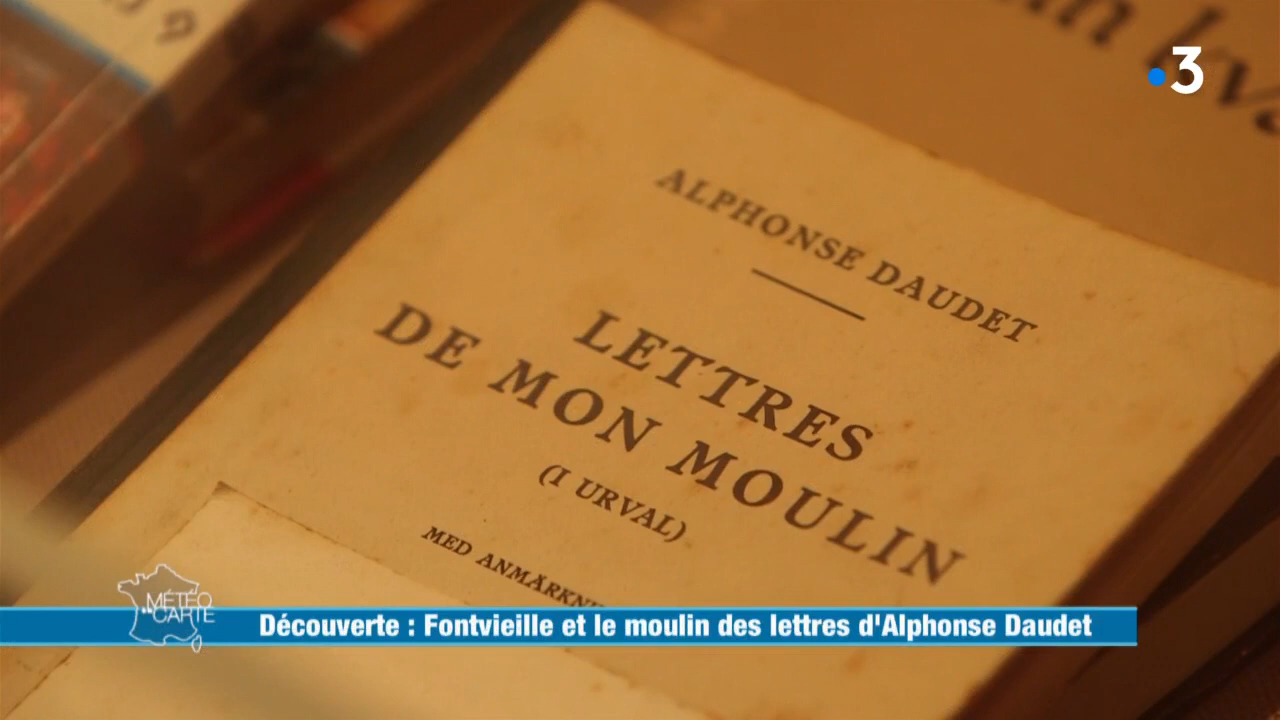 3
ALPHONSE DAUDET
LETTRES
DE MON MOULIN
(I URVAL)
MED
MÉTÉO
CARTE
Découverte : Fontvieille et le moulin des lettres d'Alphonse Daudet